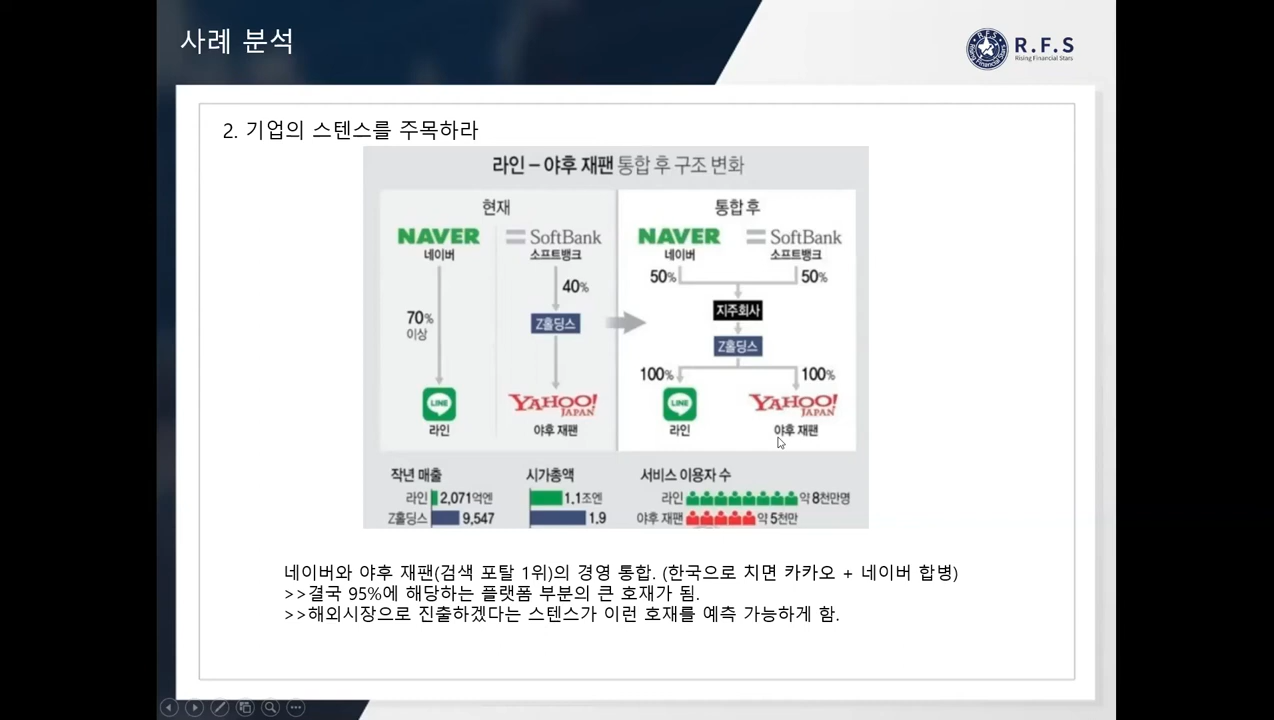 사례 분석
R.F.S
Rising Financial Stars
2. 기업의 스텐스를 주목하라
라인 – 야후 재팬 통합 후 구조 변화
현재
통합 후
NAVER
네이버
SoftBank
소프트뱅크
NAVER
네이버
SoftBank
소프트뱅크
70%
이상
40%
Z홀딩스
50%
50%
지주회사
Z홀딩스
100%
100%
LINE
라인
YAHOO!
JAPAN
야후 재팬
LINE
라인
YAHOO!
JAPAN
야후 재팬
작년 매출
라인 2,071억엔
Z홀딩스 9,547
시가총액
1.1조엔
1.9
서비스 이용자 수
라인 약 8천만명
야후 재팬 약 5천만
네이버와 야후 재팬(검색 포탈 1위)의 경영 통합. (한국으로 치면 카카오 + 네이버 합병)
>>결국 95%에 해당하는 플랫폼 부분의 큰 호재가 됨.
>>해외시장으로 진출하겠다는 스텐스가 이런 호재를 예측 가능하게 함.